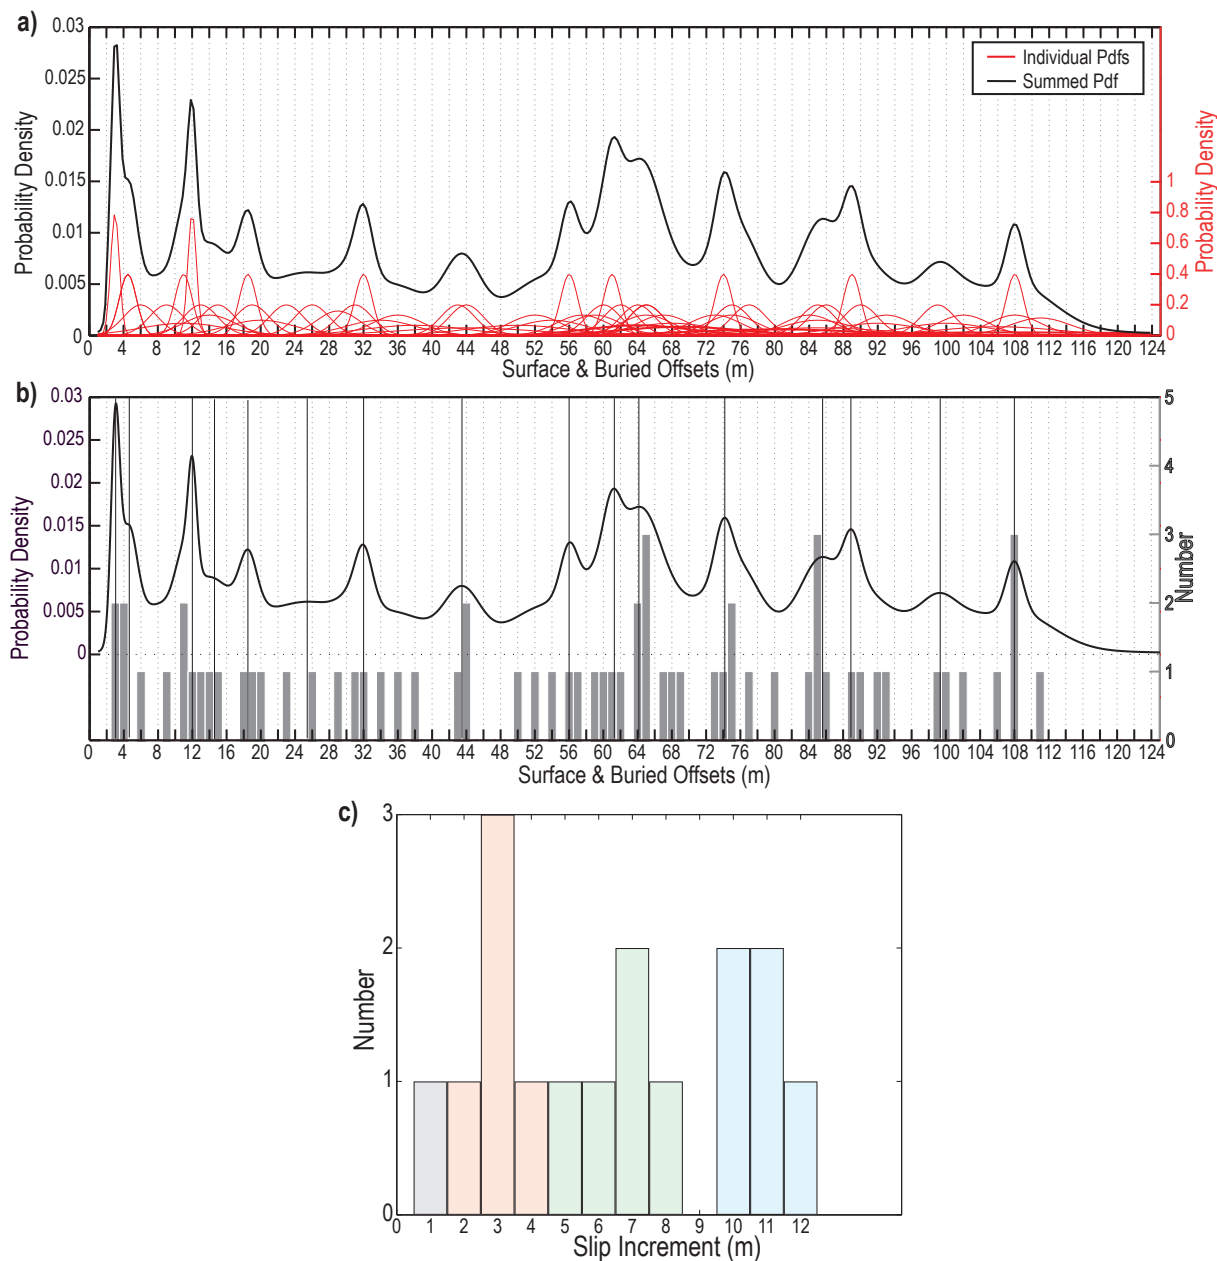 a)
0.03
0.025
0.02
0.015
0.01
0.005
0
Probability Density
Individual Pdfs
Summed Pdf
1
0.8
0.6
0.4
0.2
0
Probability Density
0 4 8 12 16 20 24 28 32 36 40 44 48 52 56 60 64 68 72 76 80 84 88 92 96 100 104 108 112 116 120 124
Surface & Buried Offsets (m)
b)
0.03
0.025
0.02
0.015
0.01
0.005
0
Probability Density
5
4
3
2
1
0
Number
0 4 8 12 16 20 24 28 32 36 40 44 48 52 56 60 64 68 72 76 80 84 88 92 96 100 104 108 112 116 120 124
Surface & Buried Offsets (m)
c)
3
2
1
0
Number
0 1 2 3 4 5 6 7 8 9 10 11 12
Slip Increment (m)